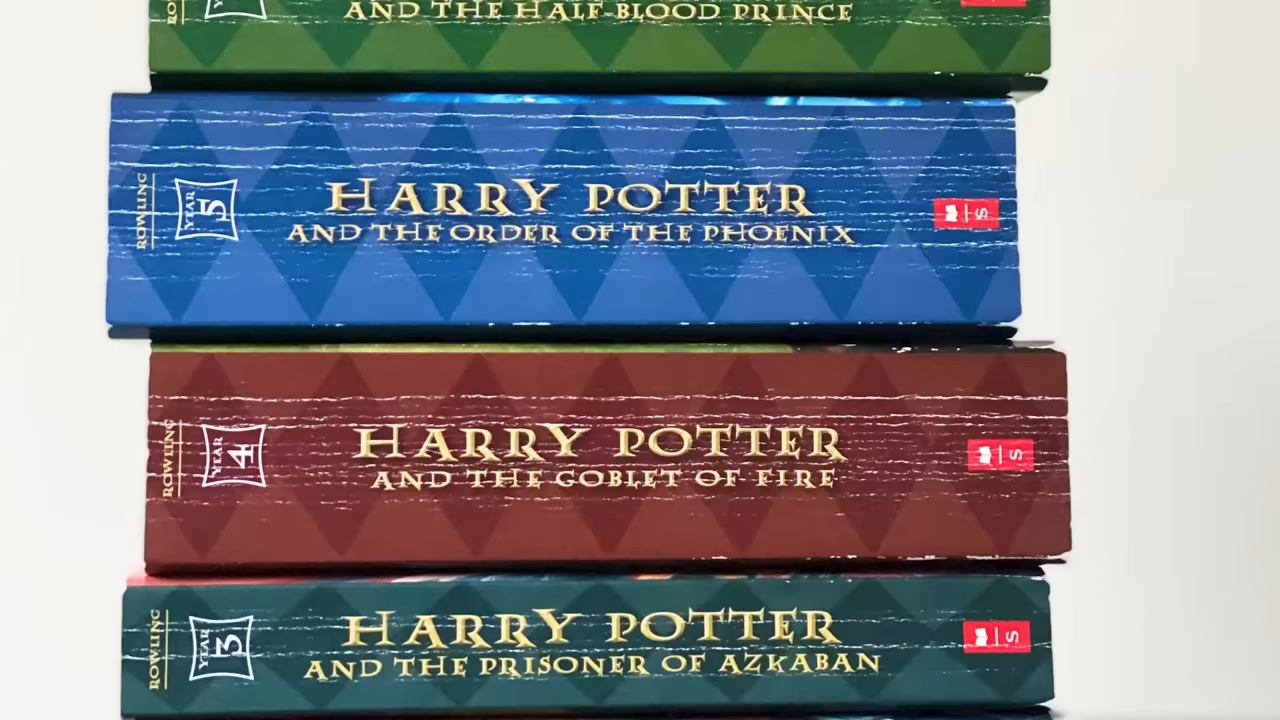 AND THE HALF-BLOOD PRINCE
ROWLING
YEAR
5
HARRY POTTER
AND THE ORDER OF THE PHOENIX
S
ROWLING
YEAR
4
HARRY POTTER
AND THE GOBLET OF FIRE
S
ROWLING
YEAR
3
HARRY POTTER
AND THE PRISONER OF AZKABAN
S